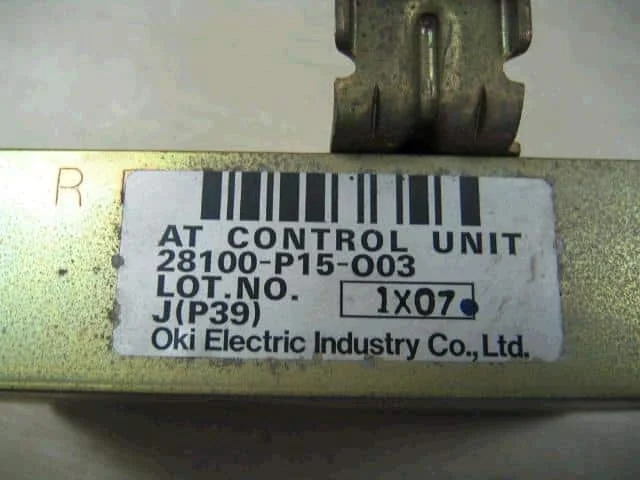 R
AT CONTROL UNIT
28100-P15-003
LOT.NO. 1X07
J(P39)
Oki Electric Industry Co.,Ltd.